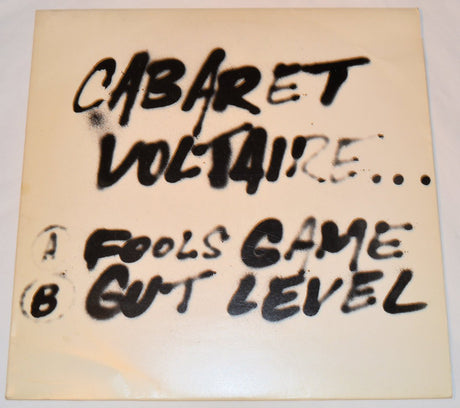 CABARET
VOLTAIRE...
A FOOLS GAME
B GUT LEVEL